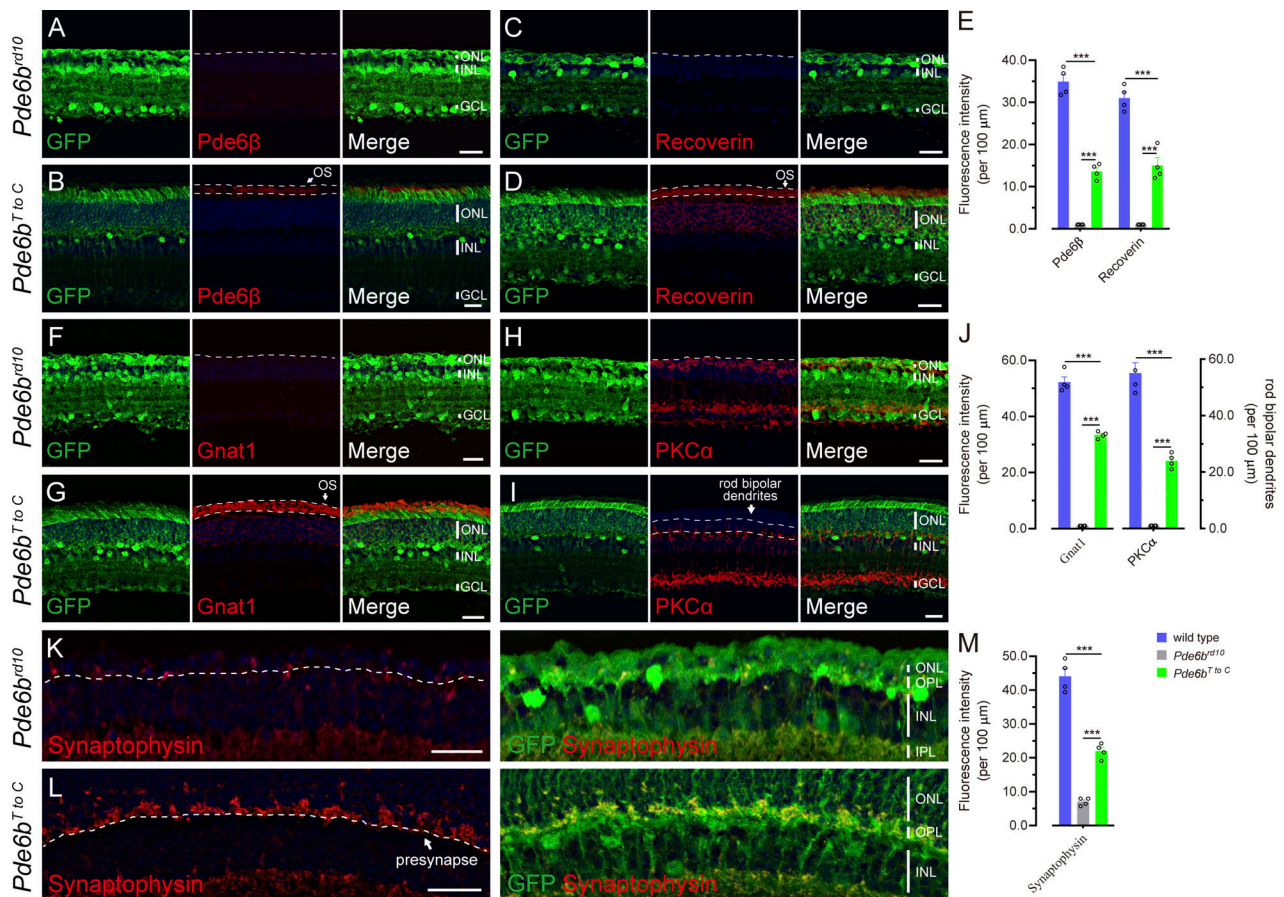 Pde6b^rd10
A
GFP
Pde6β
ONL
INL
GCL
Merge
C
GFP
Recoverin
ONL
INL
GCL
Merge
Pde6b^T to C
B
GFP
OS
Pde6β
ONL
INL
GCL
Merge
D
GFP
OS
Recoverin
ONL
INL
GCL
Merge
E
Fluorescence intensity
(per 100 μm)
40.0
30.0
20.0
10.0
0.0
***
***
***
***
Pde6β
Recoverin
Pde6b^rd10
F
GFP
Gnat1
ONL
INL
GCL
Merge
H
GFP
PKCα
ONL
INL
GCL
Merge
Pde6b^T to C
G
GFP
OS
Gnat1
ONL
INL
GCL
Merge
I
GFP
rod bipolar
dendrites
PKCα
ONL
INL
GCL
Merge
J
Fluorescence intensity
(per 100 μm)
60.0
40.0
20.0
0.0
***
***
***
***
Gnat1
PKCα
60.0
40.0
20.0
0.0
rod bipolar dendrites
(per 100 μm)
Pde6b^rd10
K
Synaptophysin
GFP Synaptophysin
ONL
OPL
INL
IPL
Pde6b^T to C
L
presynapse
Synaptophysin
GFP Synaptophysin
ONL
OPL
INL
M
Fluorescence intensity
(per 100 μm)
50.0
40.0
30.0
20.0
10.0
0.0
***
***
Synaptophysin
wild type
Pde6b^rd10
Pde6b^T to C